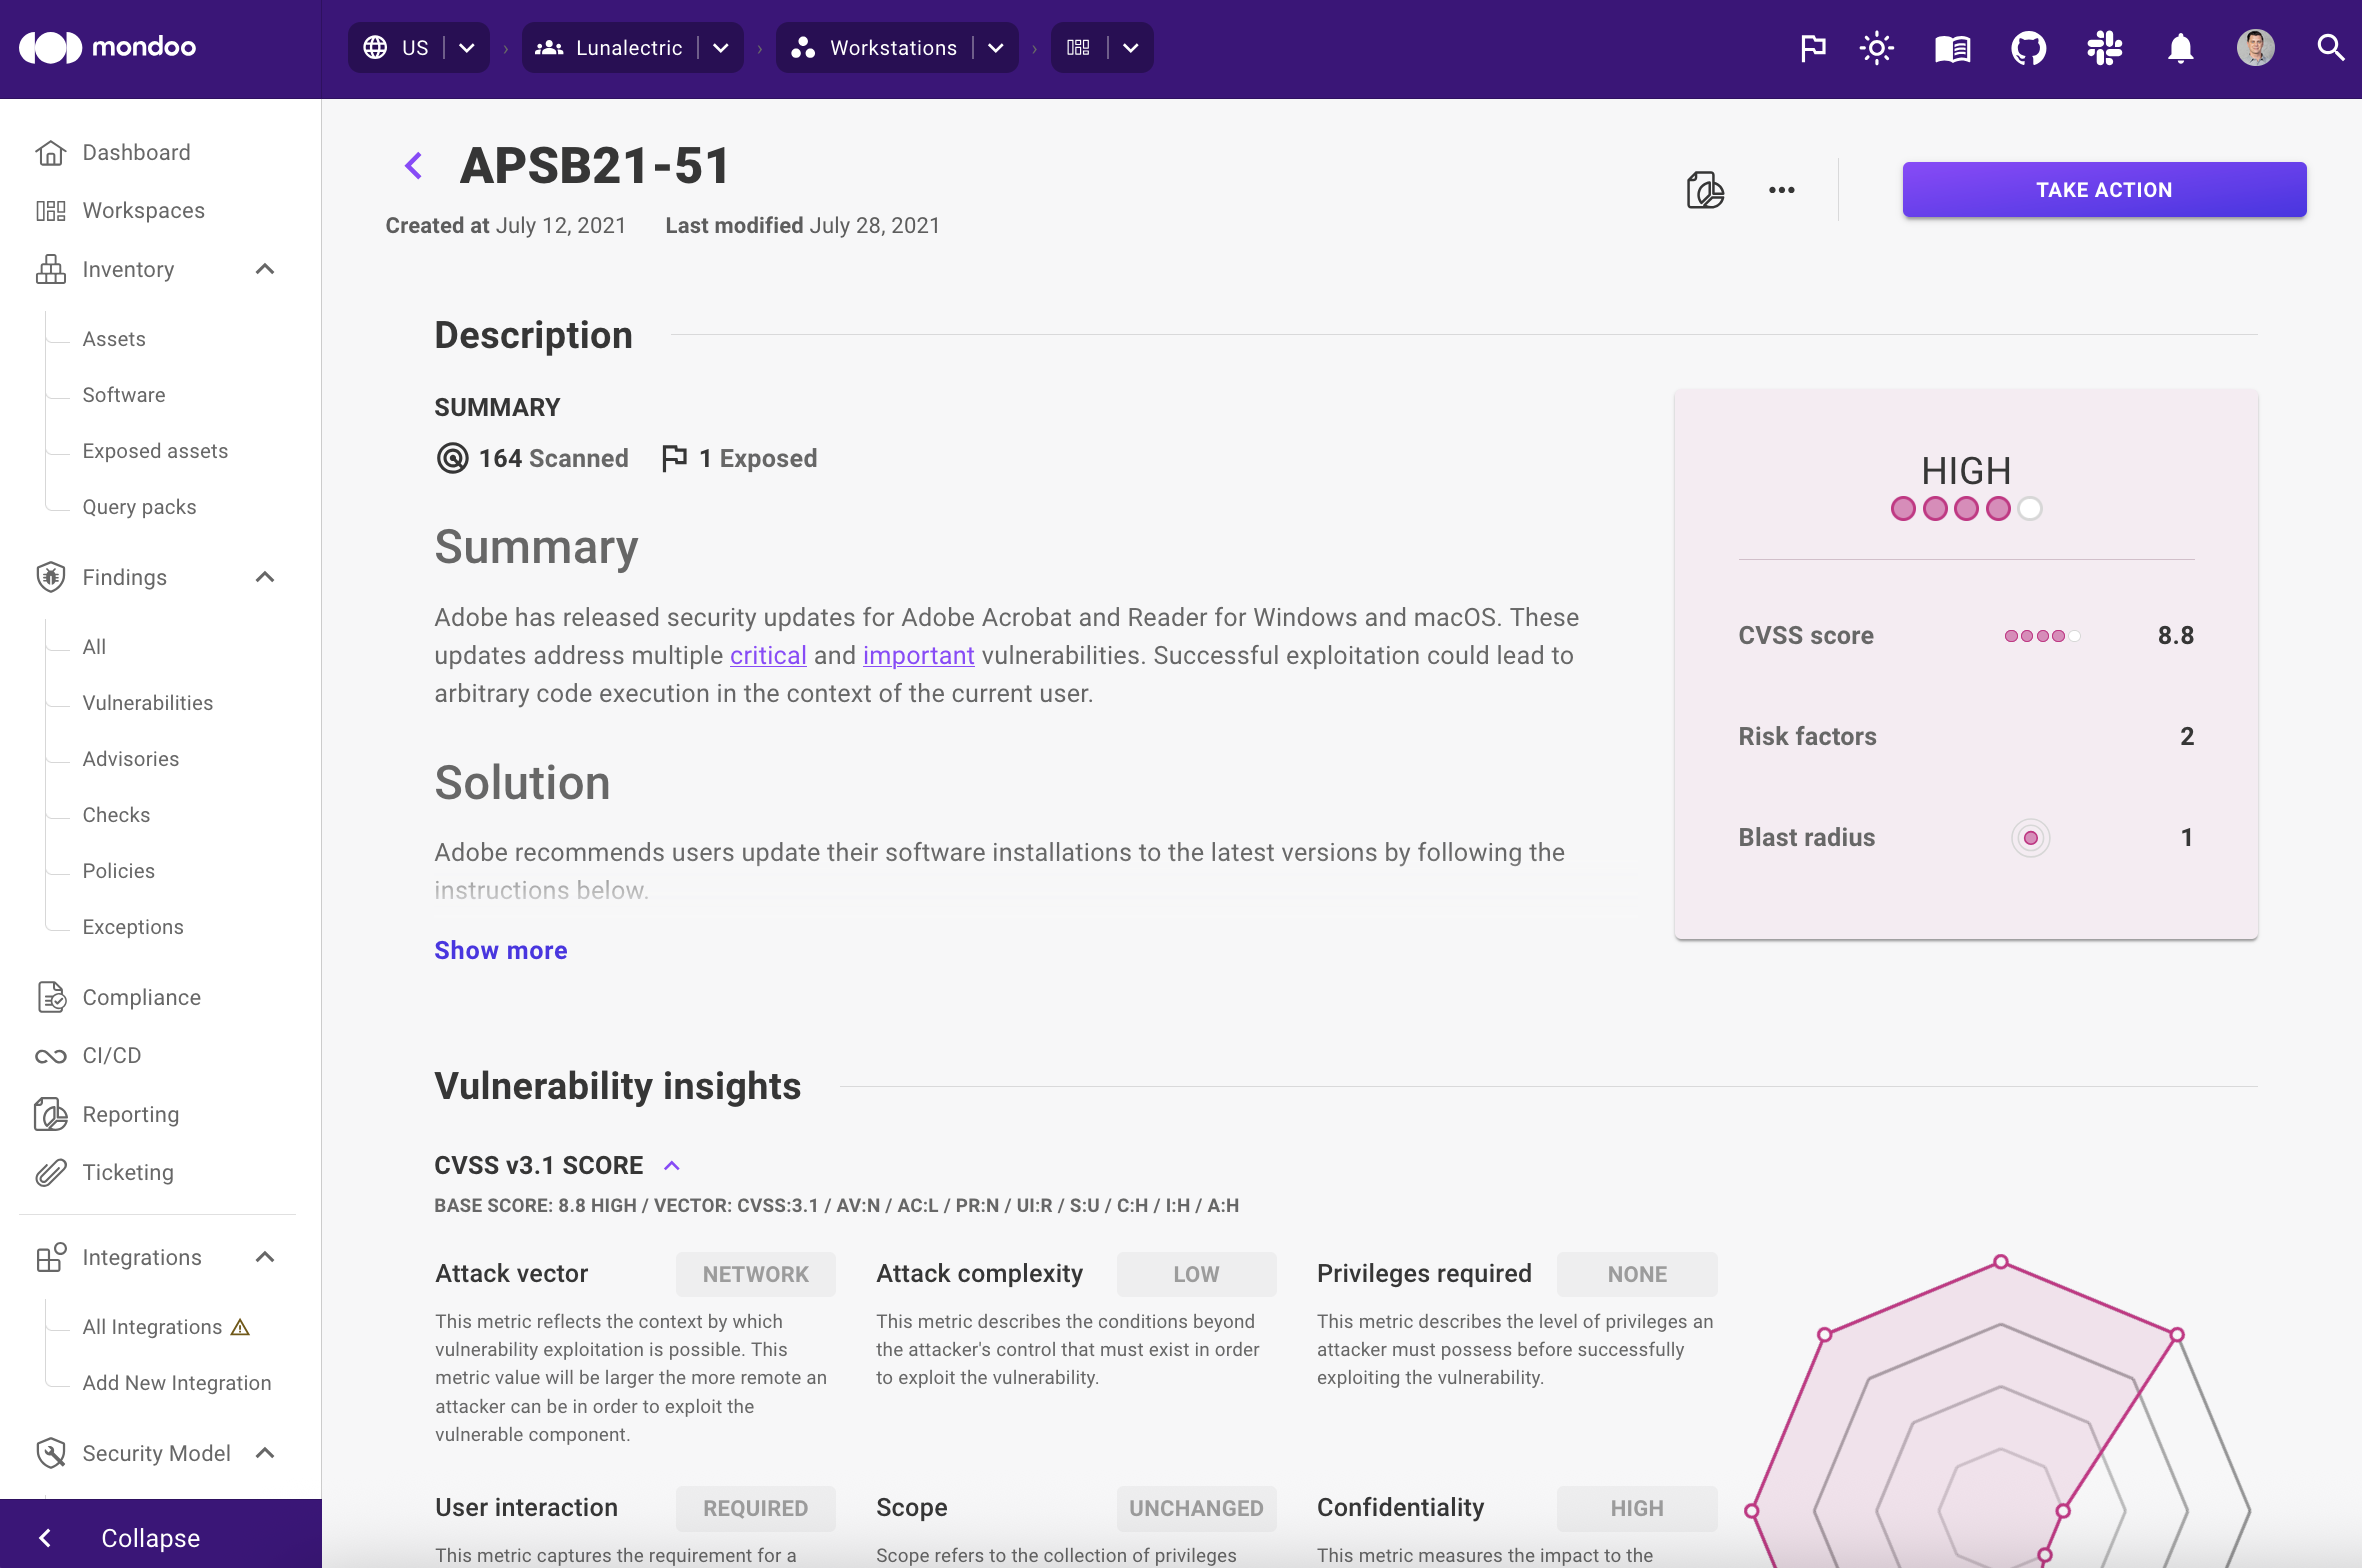 mondoo
US
Lunalectric
Workstations
Dashboard
Workspaces
Inventory
Assets
Software
Exposed assets
Query packs
Findings
All
Vulnerabilities
Advisories
Checks
Policies
Exceptions
Compliance
CI/CD
Reporting
Ticketing
Integrations
All Integrations
Add New Integration
Security Model
Collapse
APSB21-51
Created at July 12, 2021 Last modified July 28, 2021
TAKE ACTION
Description
SUMMARY
164 Scanned 1 Exposed
Summary
Adobe has released security updates for Adobe Acrobat and Reader for Windows and macOS. These
updates address multiple critical and important vulnerabilities. Successful exploitation could lead to
arbitrary code execution in the context of the current user.
Solution
Adobe recommends users update their software installations to the latest versions by following the
instructions below.
Show more
HIGH
CVSS score 8.8
Risk factors 2
Blast radius 1
Vulnerability insights
CVSS v3.1 SCORE
BASE SCORE: 8.8 HIGH / VECTOR: CVSS:3.1 / AV:N / AC:L / PR:N / UI:R / S:U / C:H / I:H / A:H
Attack vector NETWORK
This metric reflects the context by which
vulnerability exploitation is possible. This
metric value will be larger the more remote an
attacker can be in order to exploit the
vulnerable component.
Attack complexity LOW
This metric describes the conditions beyond
the attacker's control that must exist in order
to exploit the vulnerability.
Privileges required NONE
This metric describes the level of privileges an
attacker must possess before successfully
exploiting the vulnerability.
User interaction REQUIRED
This metric captures the requirement for a
Scope UNCHANGED
Scope refers to the collection of privileges
Confidentiality HIGH
This metric measures the impact to the